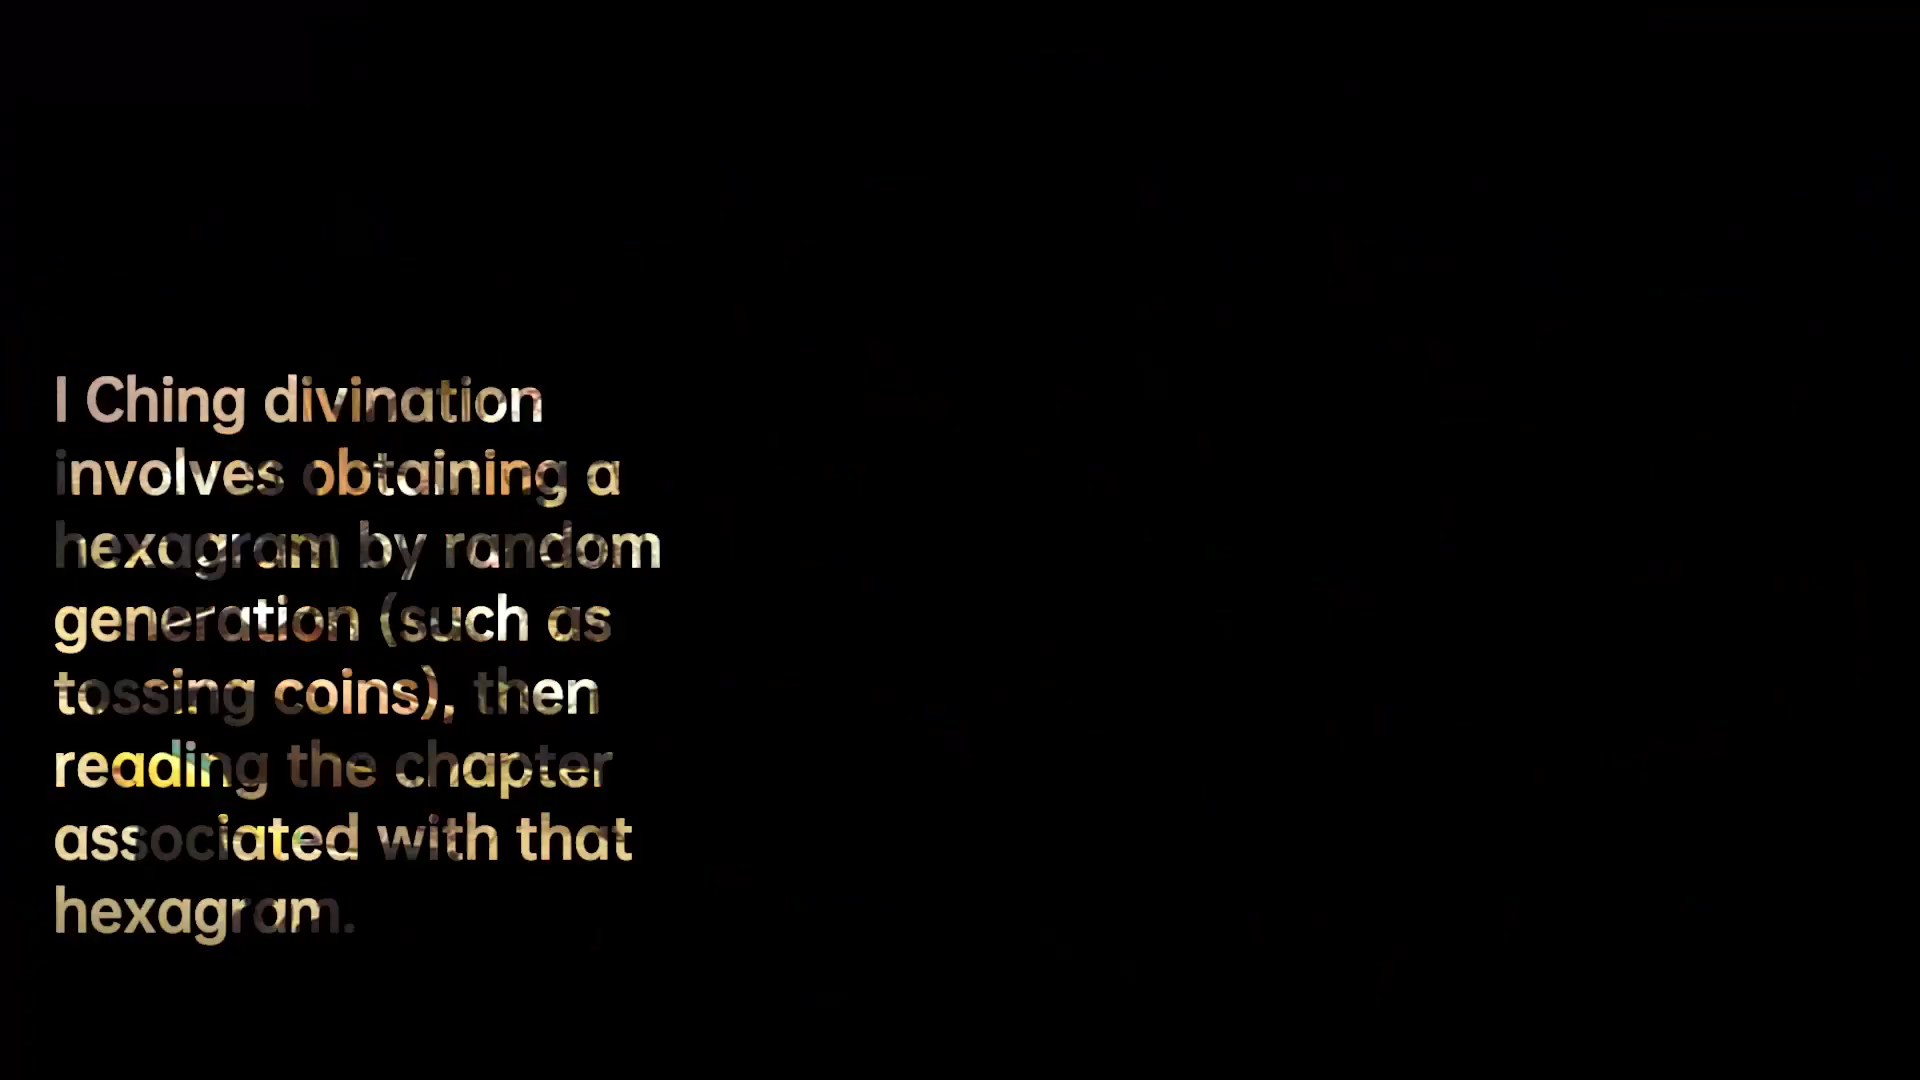 I Ching divination
involves obtaining a
hexagram by random
generation (such as
tossing coins), then
reading the chapter
associated with that
hexagram.